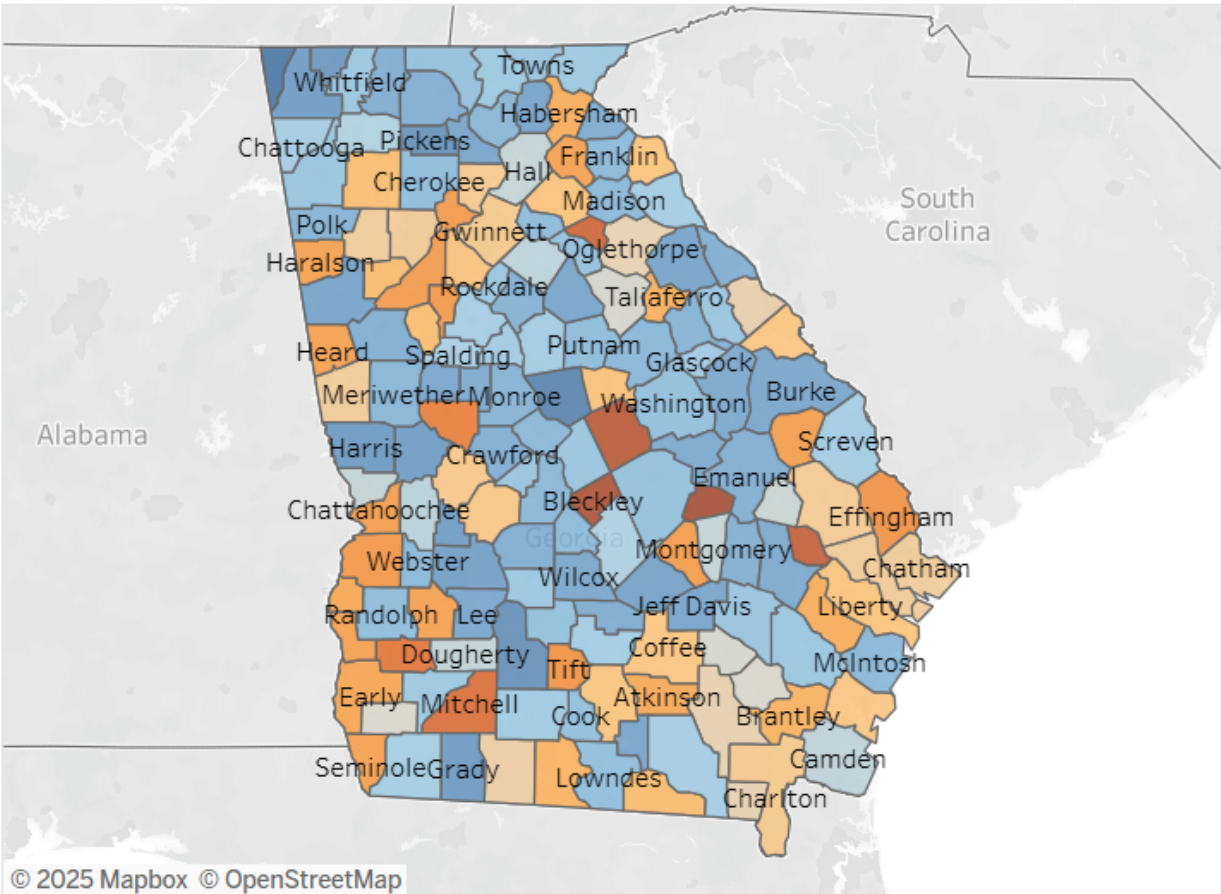 Towns
Whitfield
Habersham
Chattooga
Pickens
Franklin
Hall
Cherokee
Madison
South
Carolina
Polk
Gwinnett
Oglethorpe
Haralson
Rockdale
Taliaferro
Putnam
Heard
Spalding
Glascock
Meriwether
Monroe
Burke
Washington
Alabama
Screven
Harris
Crawford
Emanuel
Bleckley
Chattahoochee
Effingham
Georgia
Montgomery
Webster
Chatham
Wilcox
Jeff Davis
Liberty
Randolph
Lee
Coffee
Dougherty
McIntosh
Tift
Early
Mitchell
Atkinson
Cook
Brantley
Camden
Seminole
Grady
Lowndes
Charlton
© 2025 Mapbox © OpenStreetMap